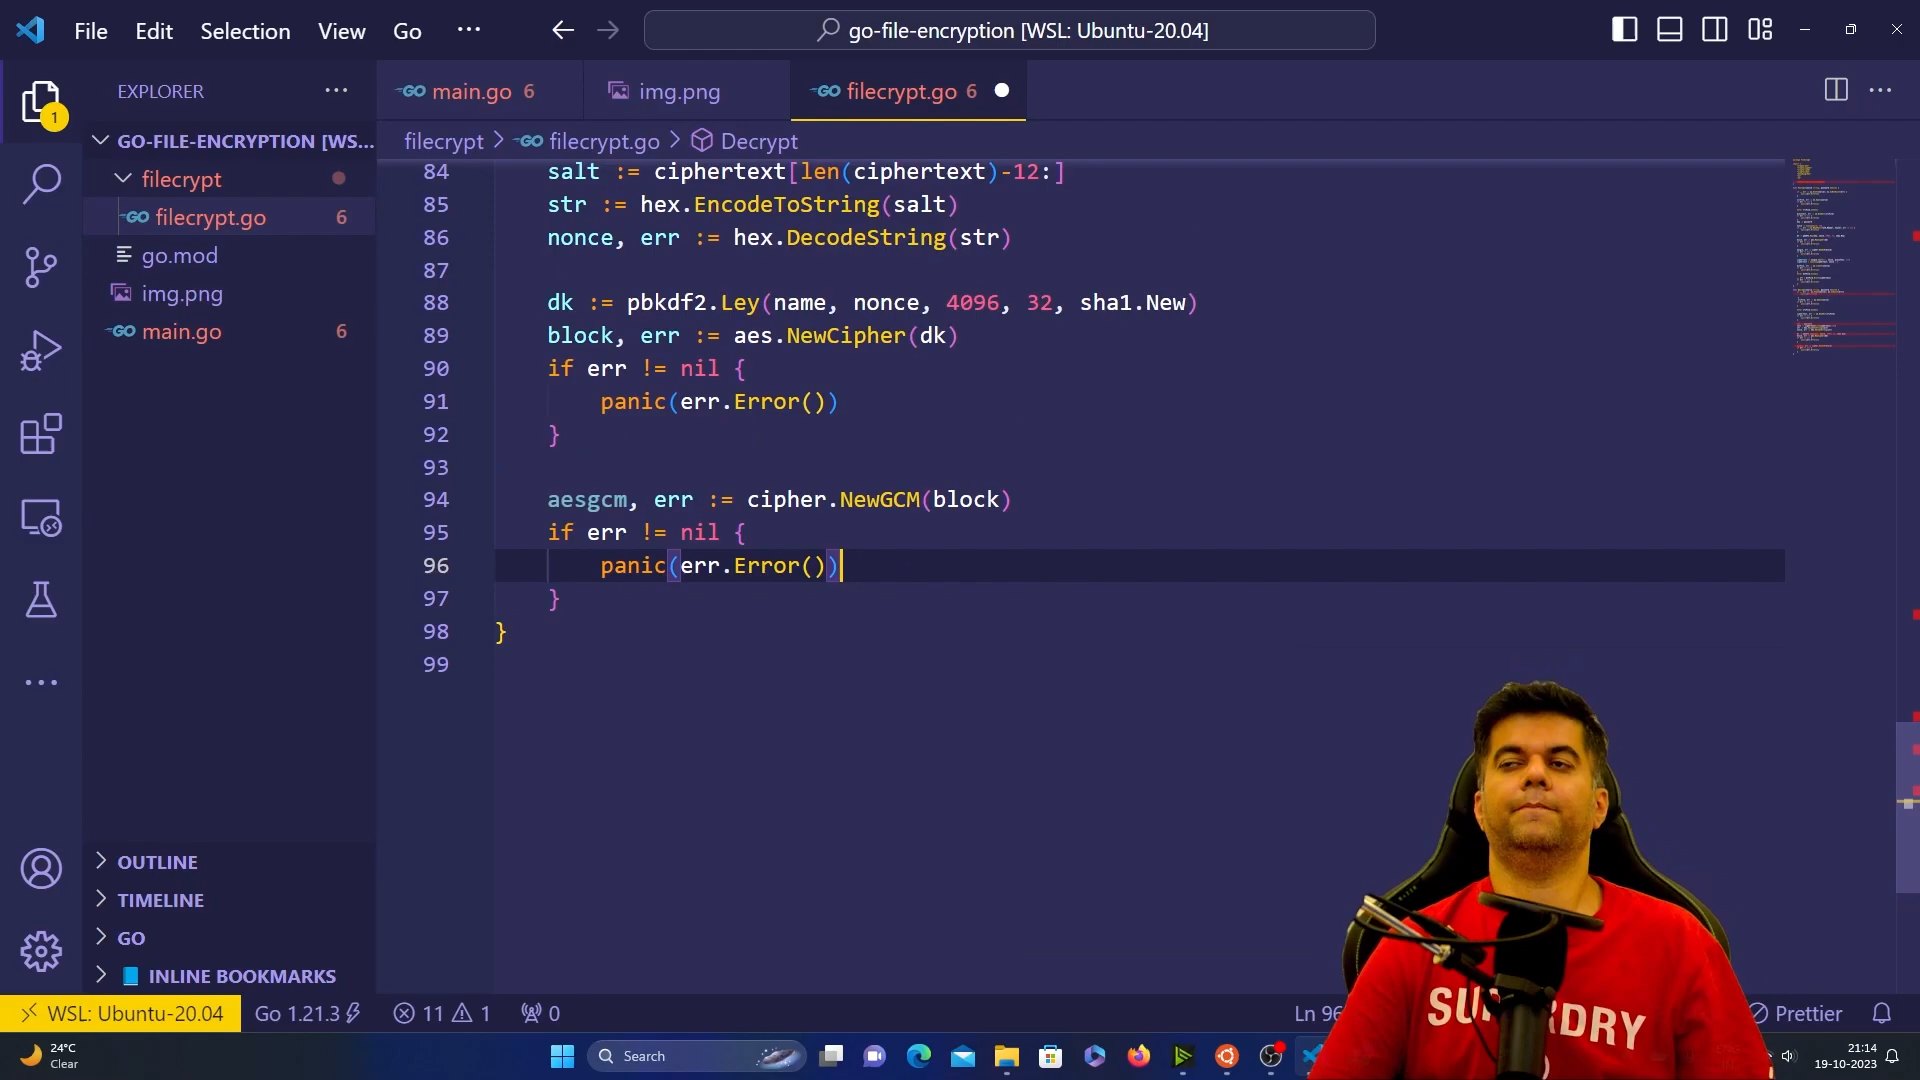 File Edit Selection View Go ··· go-file-encryption [WSL: Ubuntu-20.04]
EXPLORER ···
main.go 6 img.png filecrypt.go 6
1
GO-FILE-ENCRYPTION [WS...
filecrypt
filecrypt.go 6
go.mod
img.png
main.go 6
filecrypt > filecrypt.go > Decrypt
84 salt := ciphertext[len(ciphertext)-12:]
85 str := hex.EncodeToString(salt)
86 nonce, err := hex.DecodeString(str)
87
88 dk := pbkdf2.Ley(name, nonce, 4096, 32, sha1.New)
89 block, err := aes.NewCipher(dk)
90 if err != nil {
91 panic(err.Error())
92 }
93
94 aesgcm, err := cipher.NewGCM(block)
95 if err != nil {
96 panic(err.Error())
97 }
98 }
99
OUTLINE
TIMELINE
GO
INLINE BOOKMARKS
WSL: Ubuntu-20.04 Go 1.21.3 11 1 0 Ln 96 Prettier
24°C
Clear
Search
21:14
19-10-2023